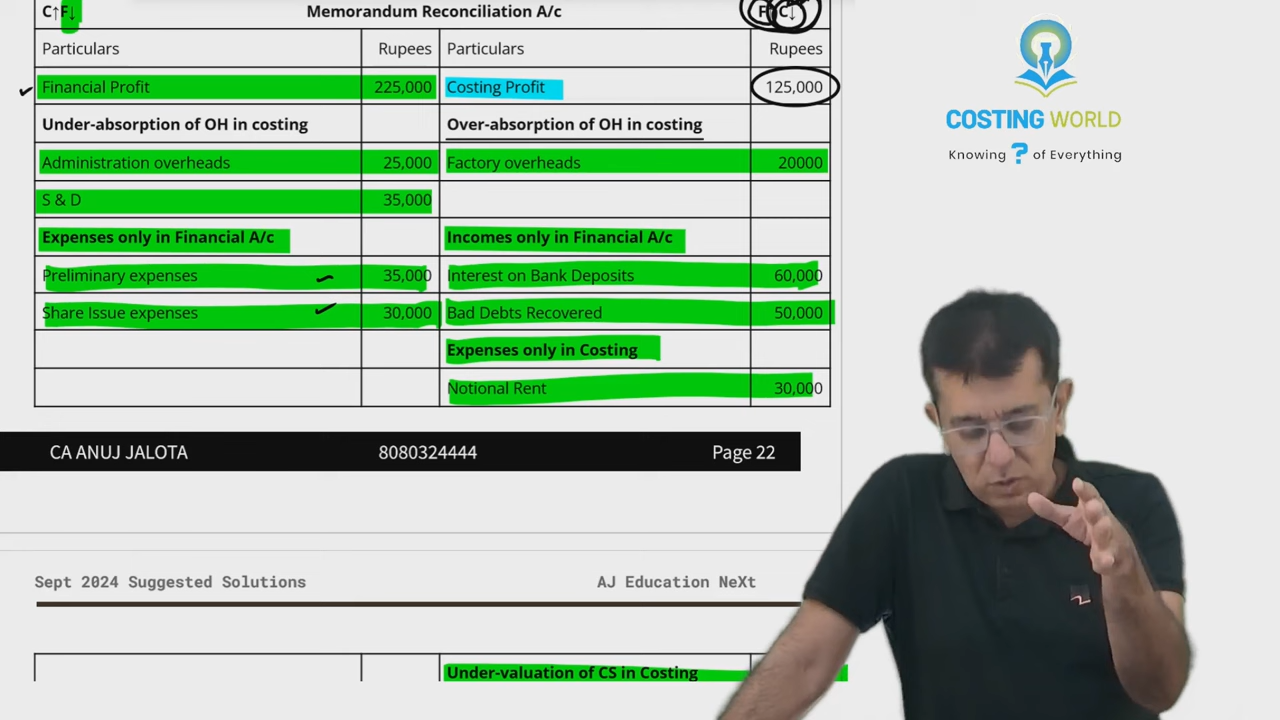 C↑F↓ Memorandum Reconciliation A/c
Particulars Rupees Particulars Rupees
Financial Profit 225,000 Costing Profit 125,000
Under-absorption of OH in costing Over-absorption of OH in costing
Administration overheads 25,000 Factory overheads 20000
S & D 35,000
Expenses only in Financial A/c Incomes only in Financial A/c
Preliminary expenses 35,000 Interest on Bank Deposits 60,000
Share Issue expenses 30,000 Bad Debts Recovered 50,000
Expenses only in Costing
Notional Rent 30,000
CA ANUJ JALOTA 8080324444 Page 22
Sept 2024 Suggested Solutions AJ Education NeXt
Under-valuation of CS in Costing
COSTING WORLD
Knowing ? of Everything